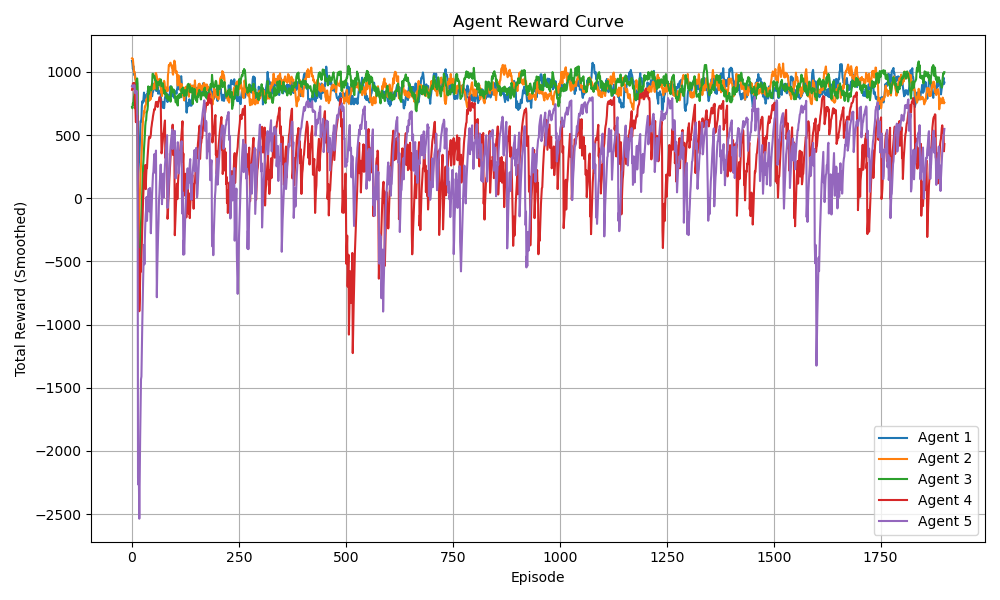 Agent Reward Curve
Total Reward (Smoothed)
1000
500
0
−500
−1000
−1500
−2000
−2500
0 250 500 750 1000 1250 1500 1750
Episode
Agent 1
Agent 2
Agent 3
Agent 4
Agent 5